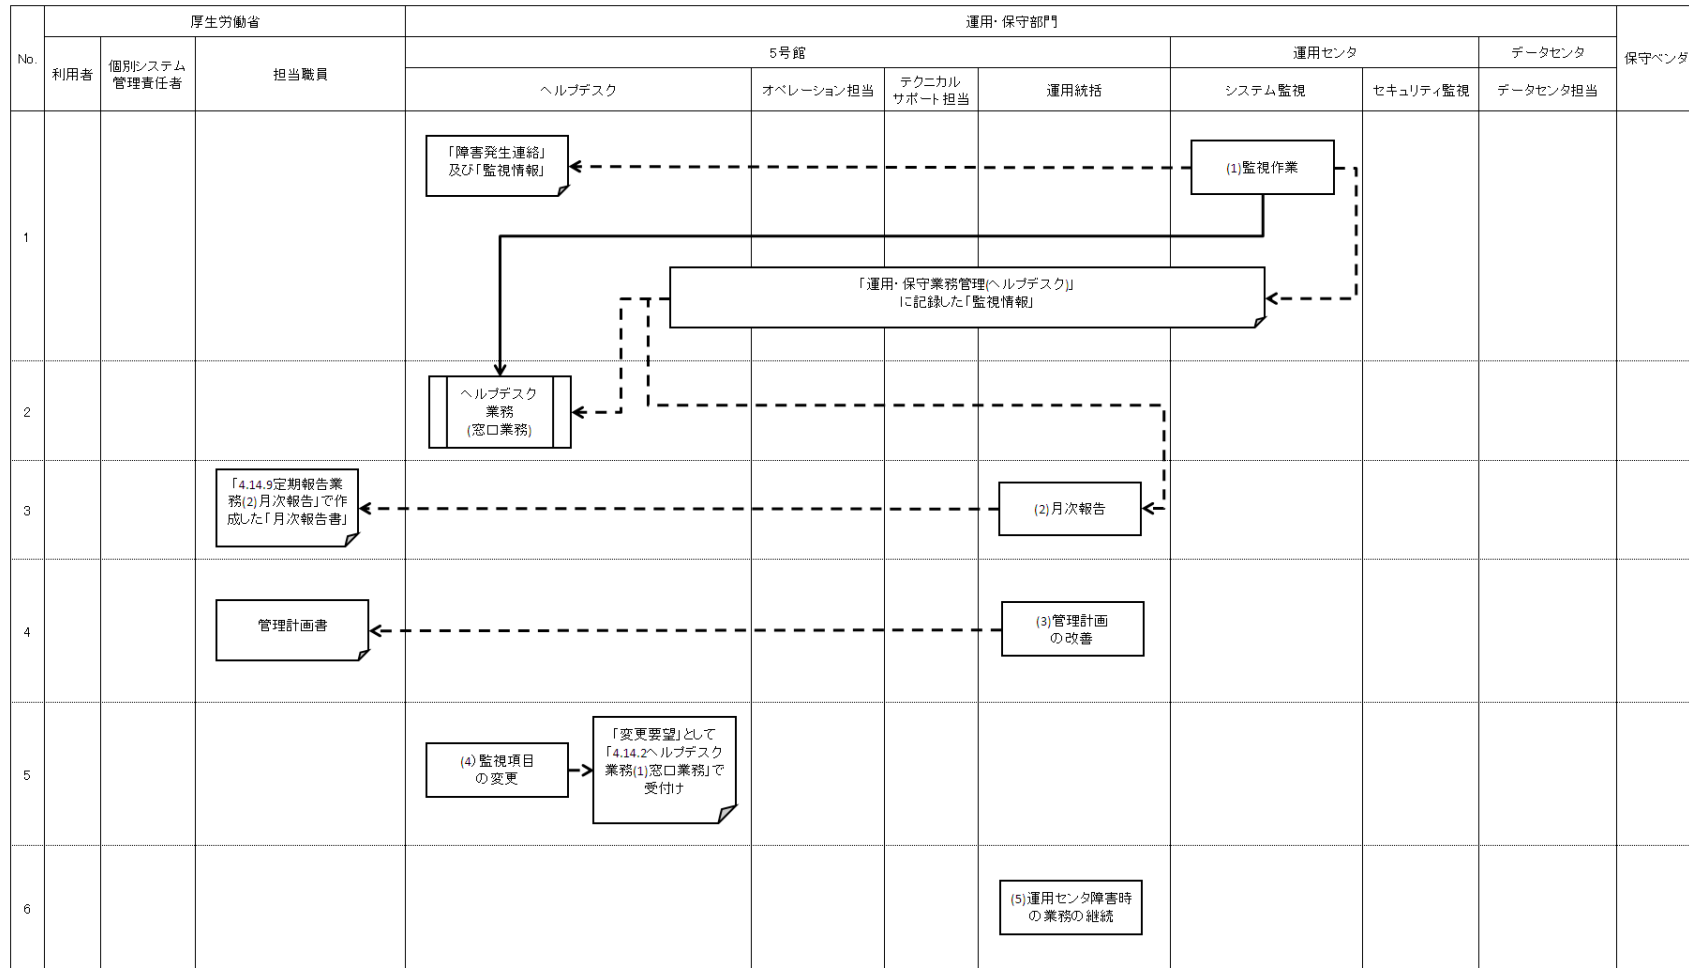 厚生労働省
運用・保守部門
No.
利用者
個別システム
管理責任者
担当職員
5号館
運用センタ
データセンタ
保守ベンダ
ヘルプデスク
オペレーション担当
テクニカル
サポート担当
運用統括
システム監視
セキュリティ監視
データセンタ担当
1
「障害発生連絡」
及び「監視情報」
(1)監視作業
「運用・保守業務管理(ヘルプデスク)」
に記録した「監視情報」
2
ヘルプデスク
業務
(窓口業務)
3
「4.14.9定期報告業
務(2)月次報告」で作
成した「月次報告書」
(2)月次報告
4
管理計画書
(3)管理計画
の改善
5
(4)監視項目
の変更
「変更要望」として
「4.14.2ヘルプデスク
業務(1)窓口業務」で
受付け
6
(5)運用センタ障害時
の業務の継続